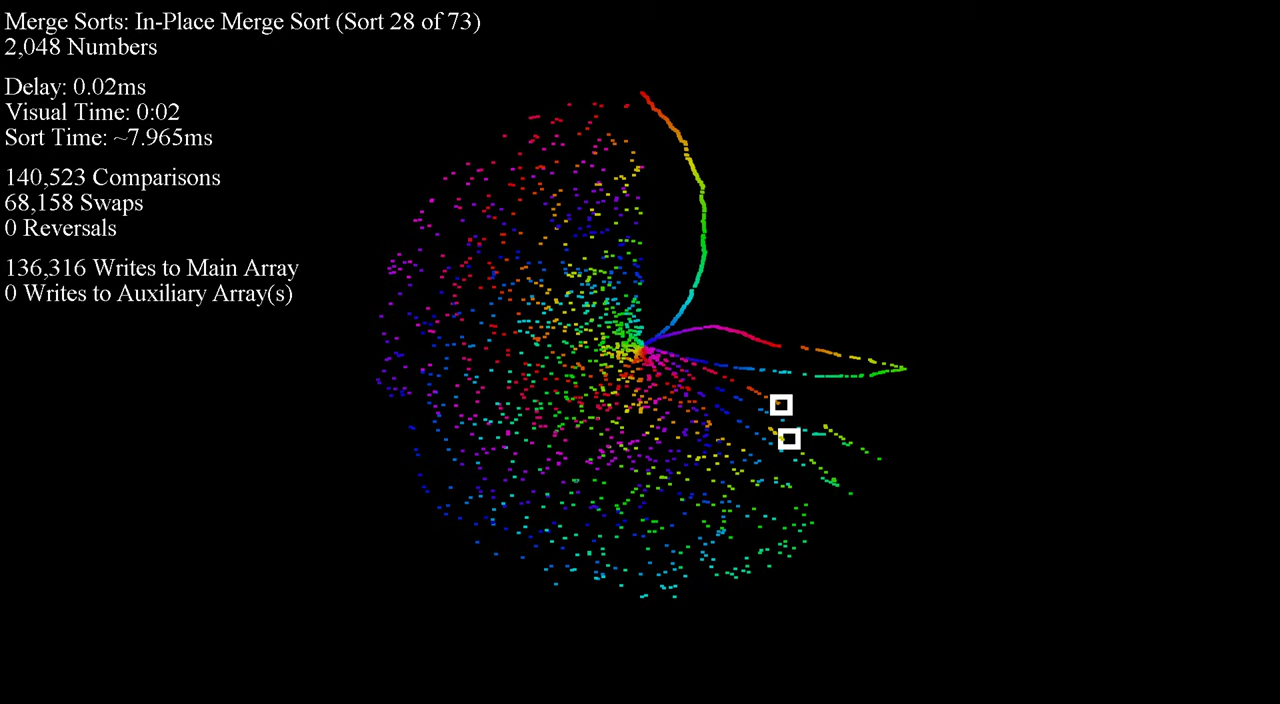 Merge Sorts: In-Place Merge Sort (Sort 28 of 73)
2,048 Numbers
Delay: 0.02ms
Visual Time: 0:02
Sort Time: ~7.965ms
140,523 Comparisons
68,158 Swaps
0 Reversals
136,316 Writes to Main Array
0 Writes to Auxiliary Array(s)